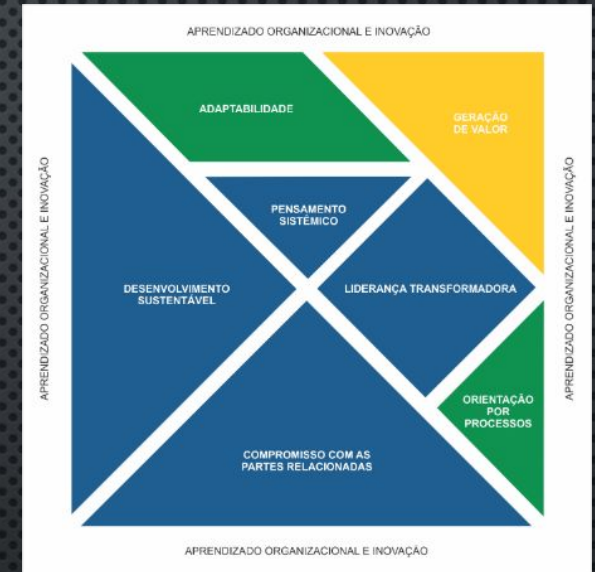 APRENDIZADO ORGANIZACIONAL E INOVAÇÃO
ADAPTABILIDADE
GERAÇÃO
DE VALOR
APRENDIZADO ORGANIZACIONAL E INOVAÇÃO
APRENDIZADO ORGANIZACIONAL E INOVAÇÃO
PENSAMENTO
SISTÊMICO
DESENVOLVIMENTO
SUSTENTÁVEL
LIDERANÇA TRANSFORMADORA
ORIENTAÇÃO
POR
PROCESSOS
COMPROMISSO COM AS
PARTES RELACIONADAS
APRENDIZADO ORGANIZACIONAL E INOVAÇÃO